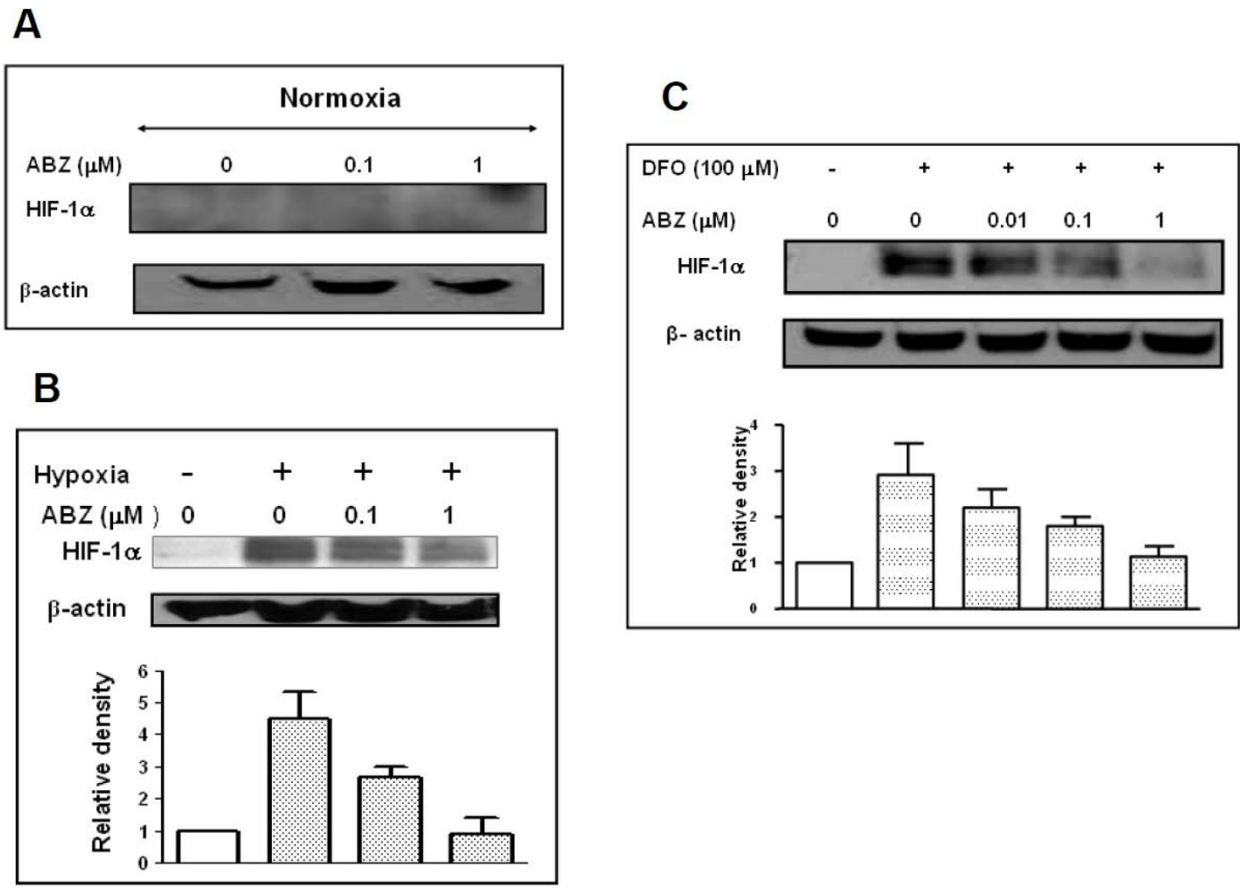 A
Normoxia
ABZ (μM) 0 0.1 1
HIF-1α
β-actin
B
Hypoxia - + + +
ABZ (μM ) 0 0 0.1 1
HIF-1α
β-actin
Relative density
6
5
4
3
2
1
0
C
DFO (100 μM) - + + + +
ABZ (μM) 0 0 0.01 0.1 1
HIF-1α
β- actin
Relative density
4
3
2
1
0